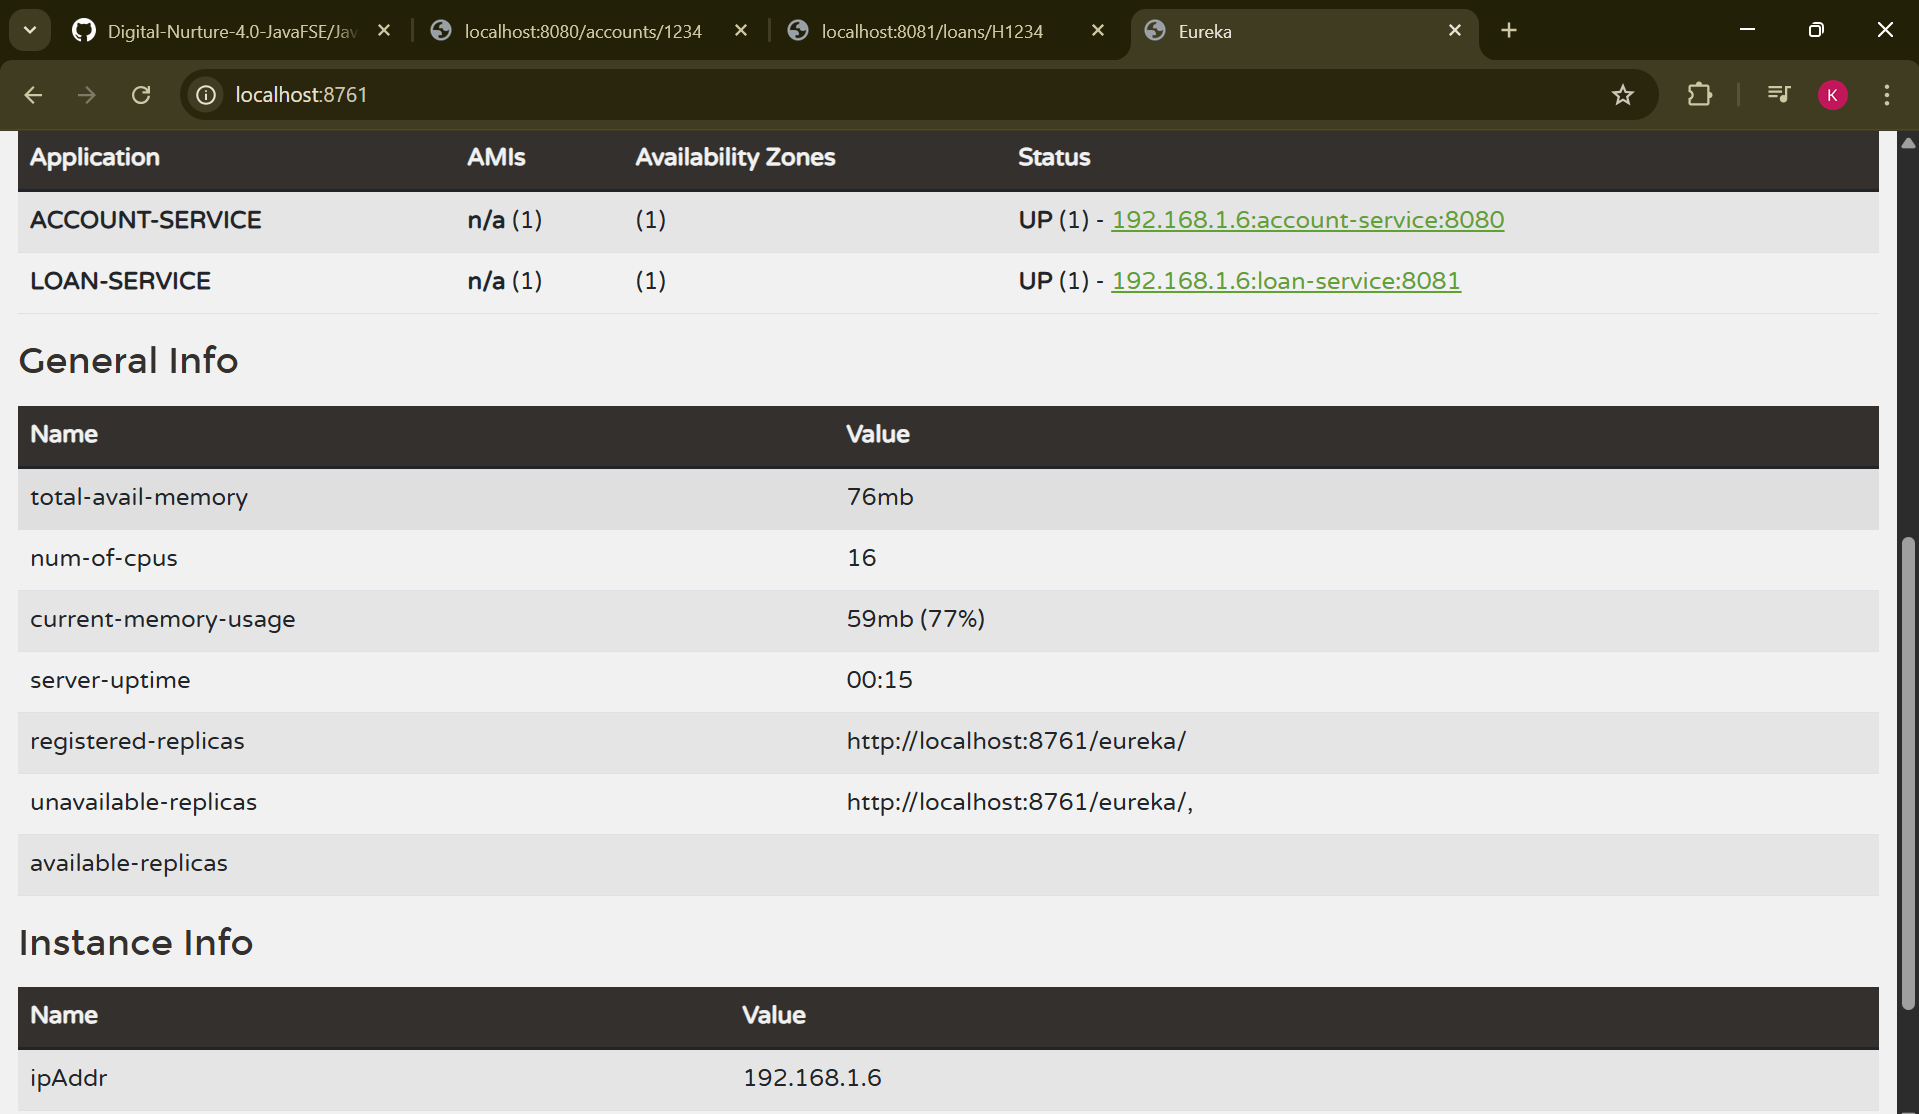 Digital-Nurture-4.0-JavaFSE/Jav
localhost:8080/accounts/1234
localhost:8081/loans/H1234
Eureka
localhost:8761
K
Application AMIs Availability Zones Status
ACCOUNT-SERVICE n/a (1) (1) UP (1) - 192.168.1.6:account-service:8080
LOAN-SERVICE n/a (1) (1) UP (1) - 192.168.1.6:loan-service:8081
General Info
Name Value
total-avail-memory 76mb
num-of-cpus 16
current-memory-usage 59mb (77%)
server-uptime 00:15
registered-replicas http://localhost:8761/eureka/
unavailable-replicas http://localhost:8761/eureka/,
available-replicas
Instance Info
Name Value
ipAddr 192.168.1.6